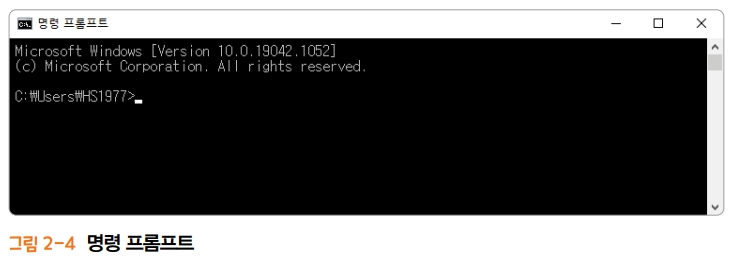 명령 프롬프트
Microsoft Windows [Version 10.0.19042.1052]
(c) Microsoft Corporation. All rights reserved.
C:₩Users₩HS1977>
그림 2-4 명령 프롬프트